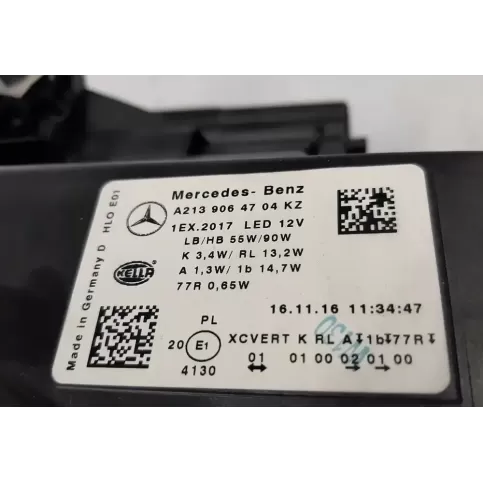 Mercedes- Benz
A213 906 47 04 KZ
1EX.2017 LED 12V
LB/HB 55W/90W
K 3,4W/ RL 13,2W
A 1,3W/ 1b 14,7W
77R 0,65W
Made in Germany D HLO E01
HELLA
16.11.16 11:34:47
PL
20 E1
4130
XCVERT K RL A 1b 77R
01 01 00 02 01 00